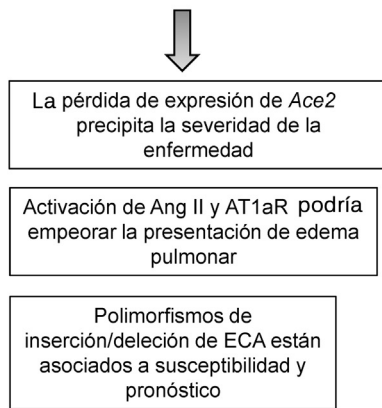 La pérdida de expresión de Ace2
precipita la severidad de la
enfermedad
Activación de Ang II y AT1aR podría
empeorar la presentación de edema
pulmonar
Polimorfismos de
inserción/deleción de ECA están
asociados a susceptibilidad y
pronóstico